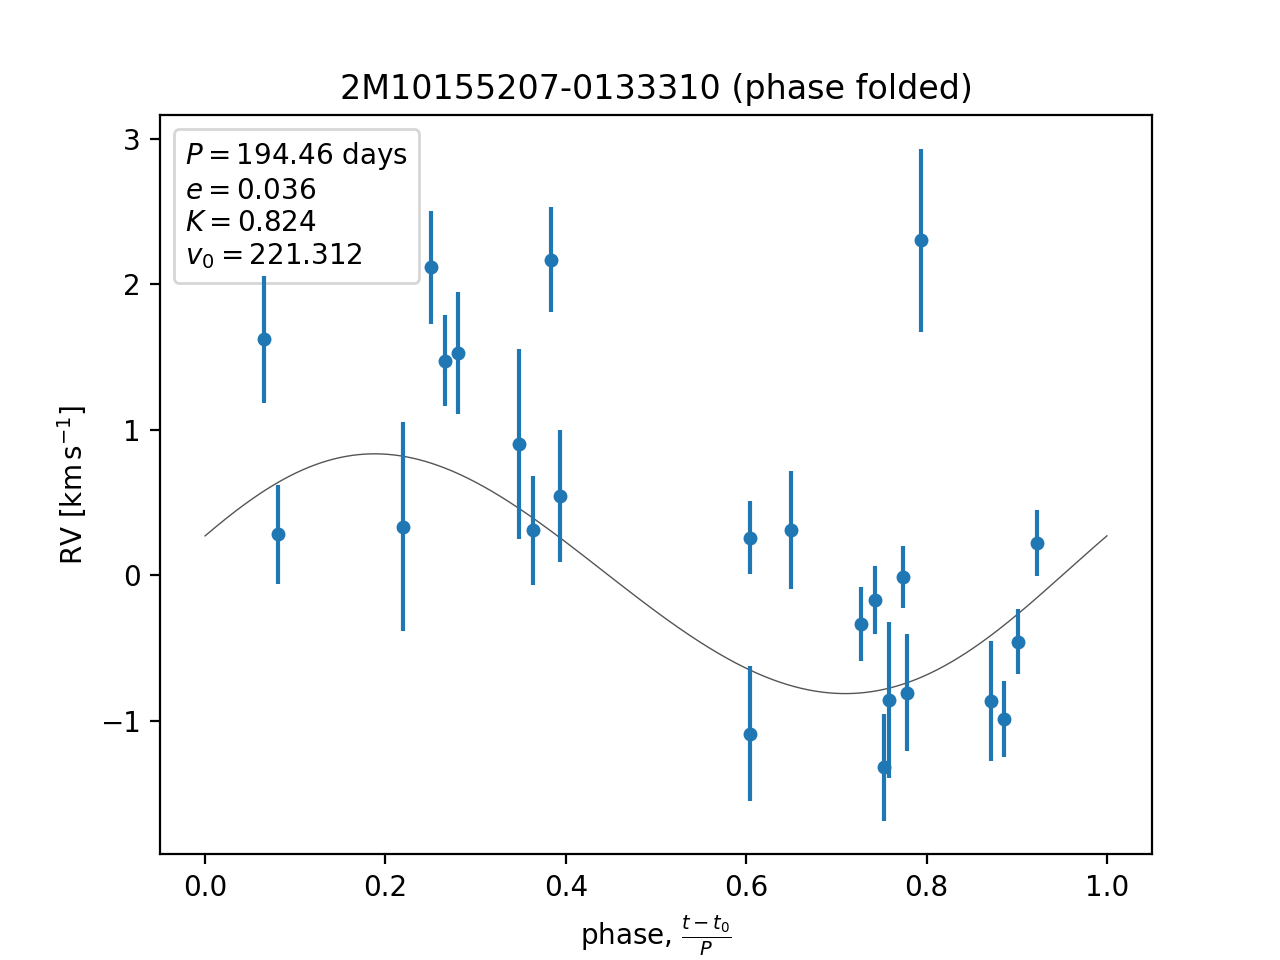 2M10155207-0133310 (phase folded)
P = 194.46 days
e = 0.036
K = 0.824
v₀ = 221.312
3
2
1
0
−1
RV [km s⁻¹]
0.0 0.2 0.4 0.6 0.8 1.0
phase, (t − t₀)/P